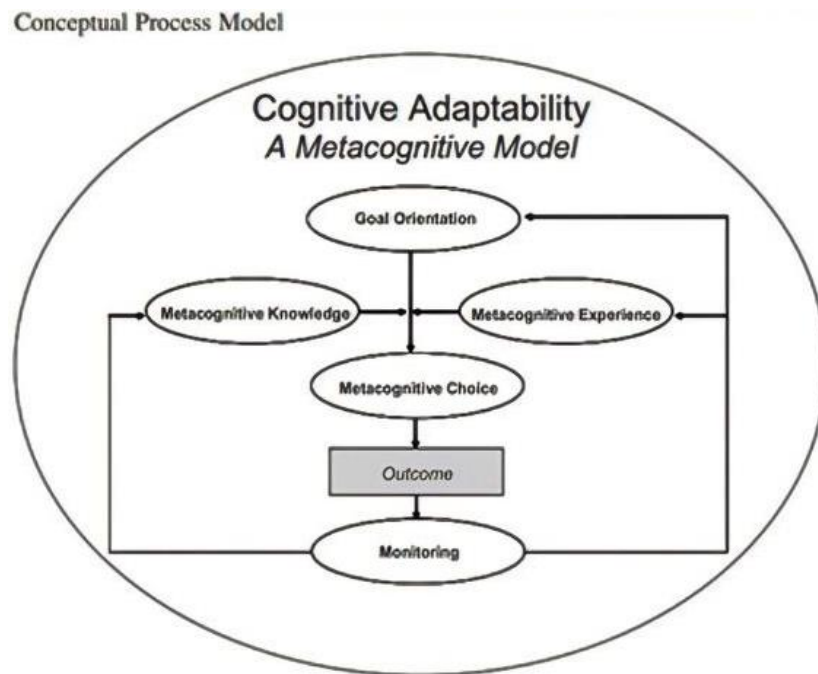 Conceptual Process Model
Cognitive Adaptability
A Metacognitive Model
Goal Orientation
Metacognitive Knowledge
Metacognitive Experience
Metacognitive Choice
Outcome
Monitoring